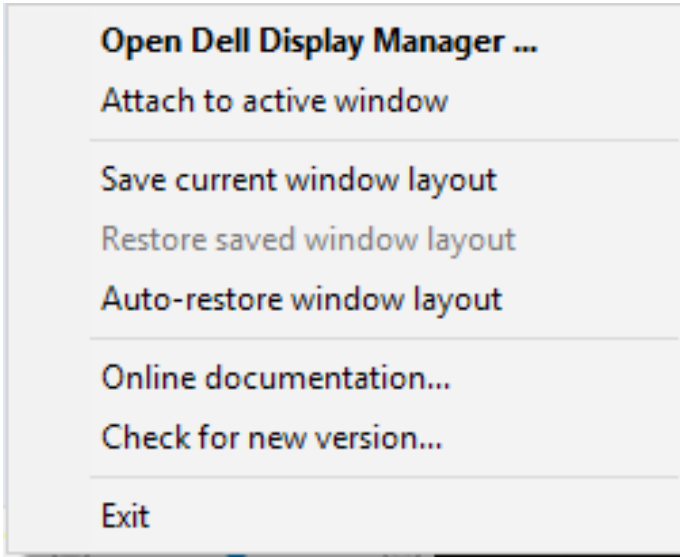 Open Dell Display Manager ...
Attach to active window
Save current window layout
Restore saved window layout
Auto-restore window layout
Online documentation...
Check for new version...
Exit